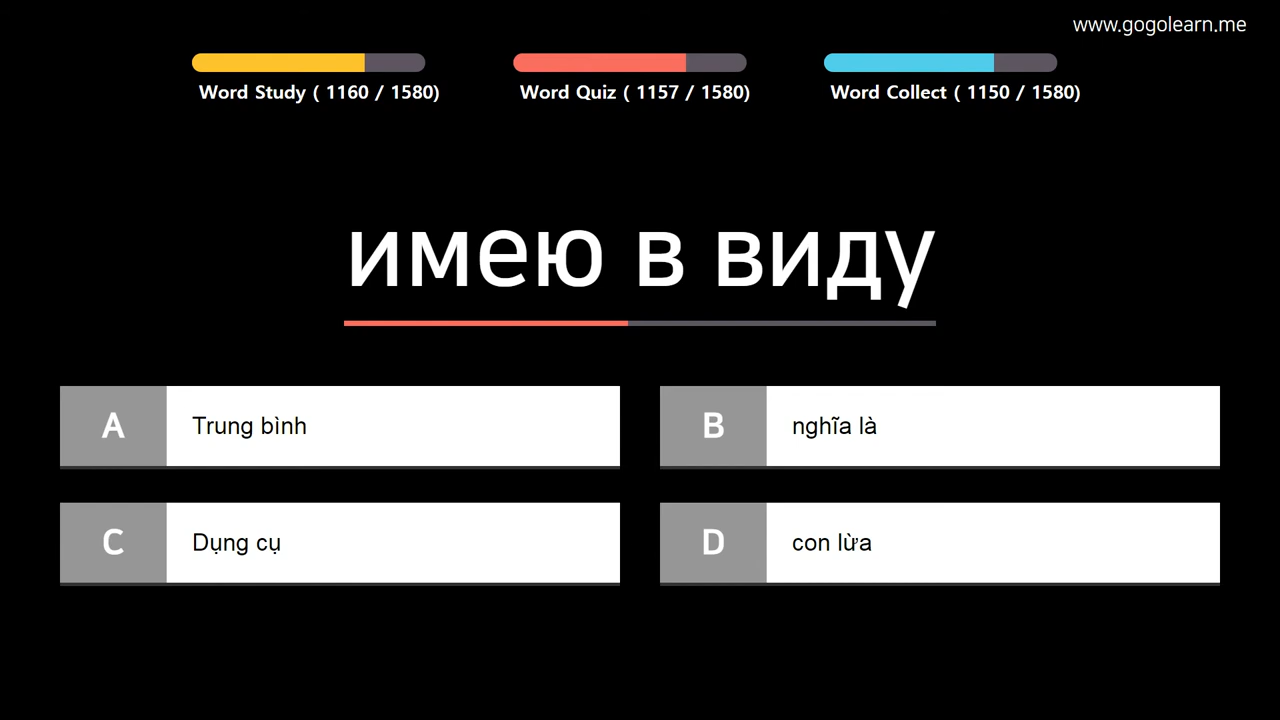 www.gogolearn.me
Word Study ( 1160 / 1580)
Word Quiz ( 1157 / 1580)
Word Collect ( 1150 / 1580)
имею в виду
A Trung bình
B nghĩa là
C Dụng cụ
D con lừa